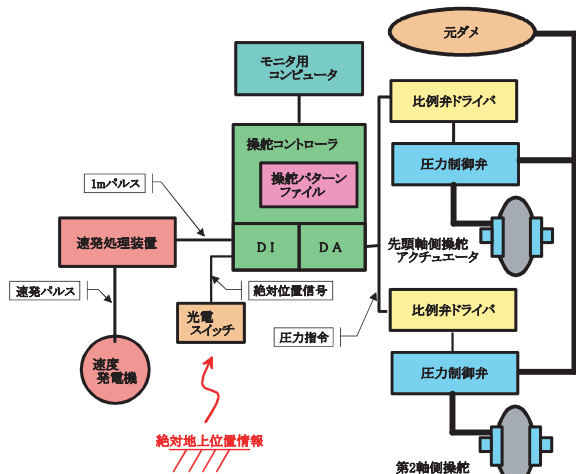 元ダメ
モニタ用
コンピュータ
比例弁ドライバ
操舵コントローラ
操舵パターン
ファイル
圧力制御弁
1mパルス
速発処理装置
DI
DA
先頭軸側操舵
アクチュエータ
速発パルス
絶対位置信号
光電
スイッチ
比例弁ドライバ
圧力指令
速度
発電機
圧力制御弁
絶対地上位置情報
第2軸側操舵